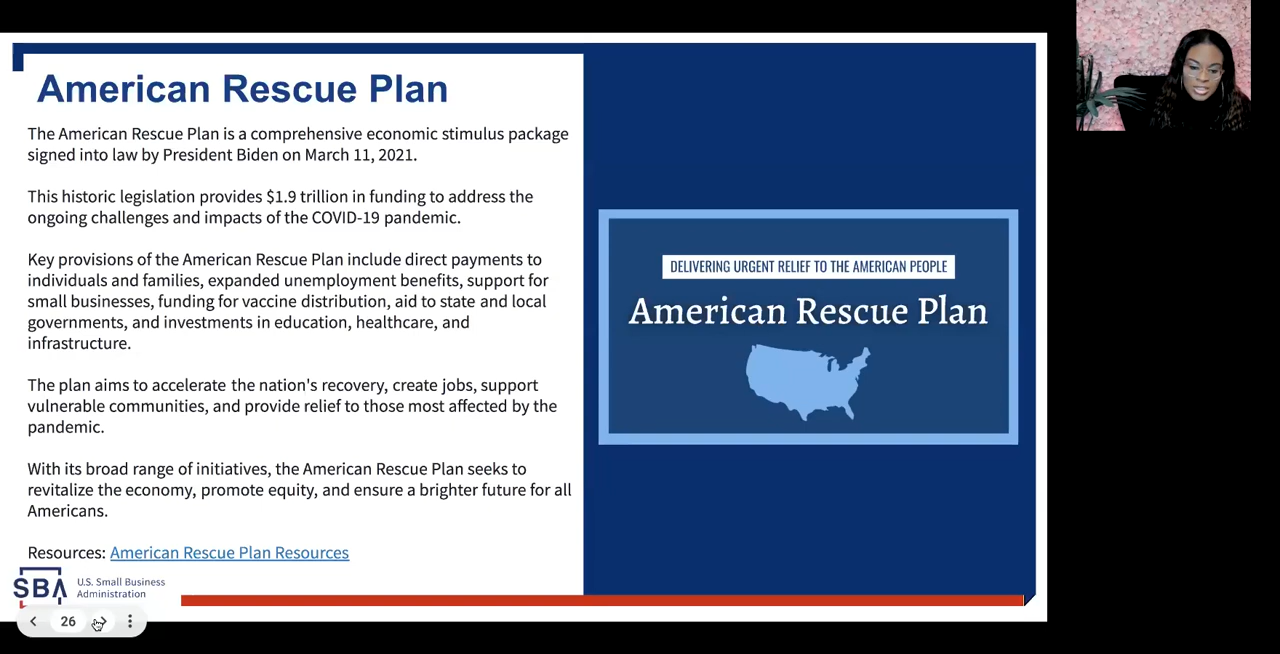 American Rescue Plan
The American Rescue Plan is a comprehensive economic stimulus package
signed into law by President Biden on March 11, 2021.
This historic legislation provides $1.9 trillion in funding to address the
ongoing challenges and impacts of the COVID-19 pandemic.
Key provisions of the American Rescue Plan include direct payments to
individuals and families, expanded unemployment benefits, support for
small businesses, funding for vaccine distribution, aid to state and local
governments, and investments in education, healthcare, and
infrastructure.
The plan aims to accelerate the nation's recovery, create jobs, support
vulnerable communities, and provide relief to those most affected by the
pandemic.
With its broad range of initiatives, the American Rescue Plan seeks to
revitalize the economy, promote equity, and ensure a brighter future for all
Americans.
Resources: American Rescue Plan Resources
SBA
U.S. Small Business
Administration
26
DELIVERING URGENT RELIEF TO THE AMERICAN PEOPLE
American Rescue Plan